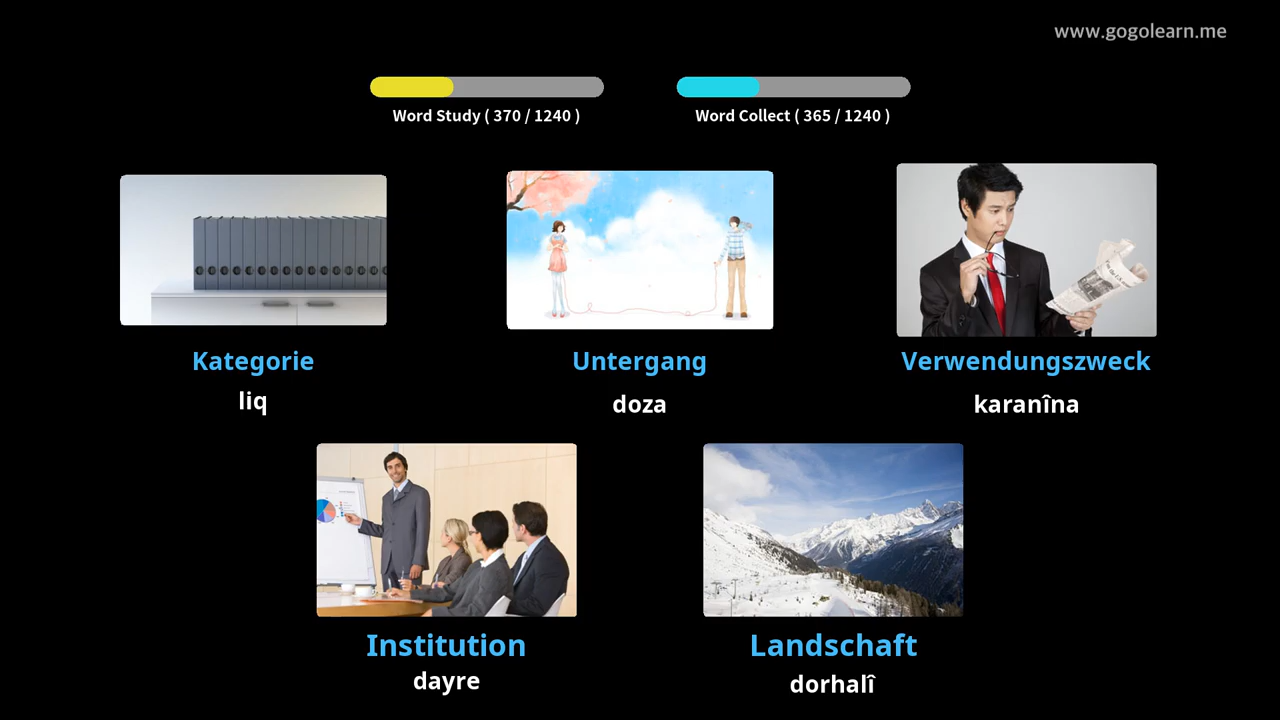 www.gogolearn.me
Word Study ( 370 / 1240 )
Word Collect ( 365 / 1240 )
Kategorie
liq
Untergang
doza
Verwendungszweck
karanîna
Institution
dayre
Landschaft
dorhalî